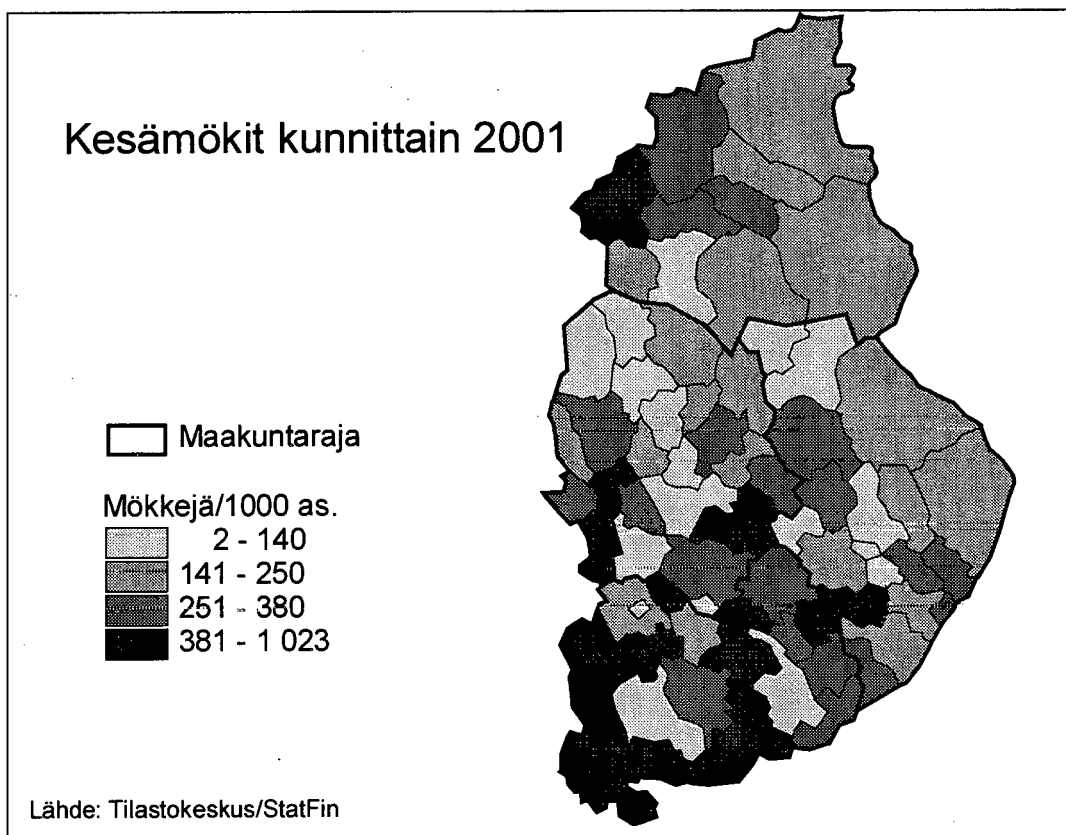 Kesämökit kunnittain 2001
Maakuntaraja
Mökkejä/1000 as.
2 - 140
141 - 250
251 - 380
381 - 1 023
Lähde: Tilastokeskus/StatFin